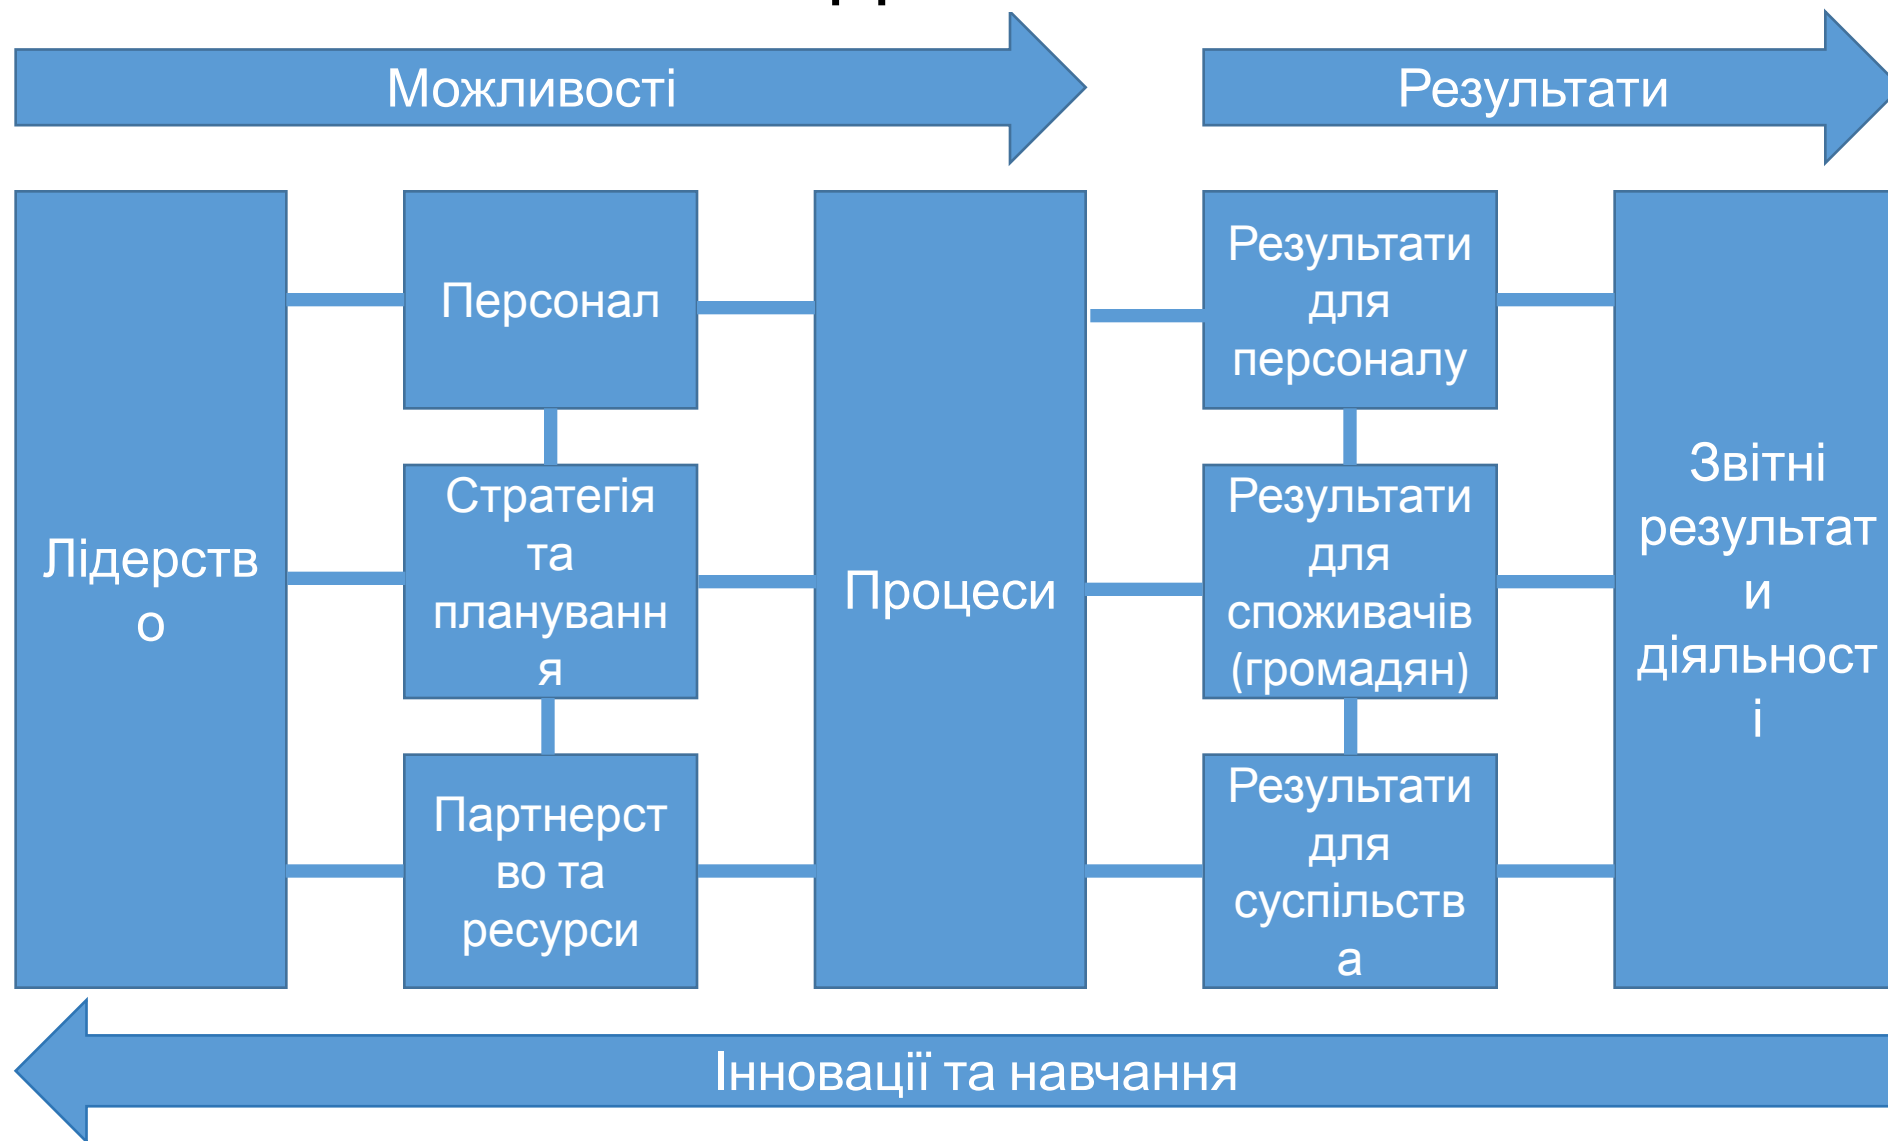 Можливості
Результати
Лідерств
о
Персонал
Стратегія
та
плануванн
я
Партнерст
во та
ресурси
Процеси
Результати
для
персоналу
Результати
для
споживачів
(громадян)
Результати
для
суспільств
а
Звітні
результат
и
діяльност
і
Інновації та навчання